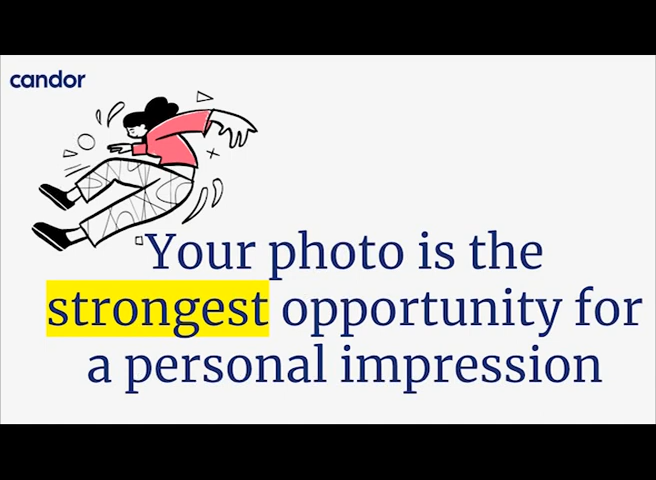 candor
Your photo is the
strongest opportunity for
a personal impression